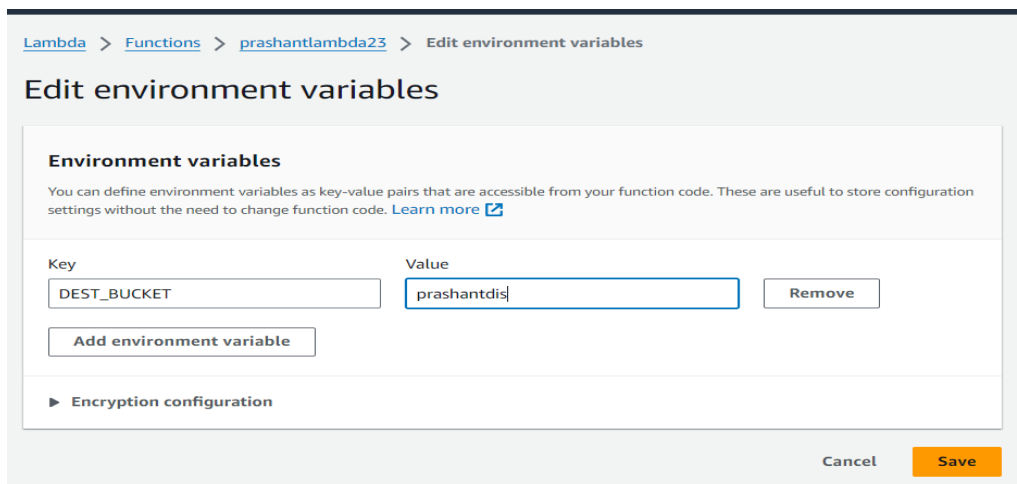 Lambda > Functions > prashantlambda23 > Edit environment variables
Edit environment variables
Environment variables
You can define environment variables as key-value pairs that are accessible from your function code. These are useful to store configuration
settings without the need to change function code. Learn more
Key Value
DEST_BUCKET prashantdis Remove
Add environment variable
Encryption configuration
Cancel Save